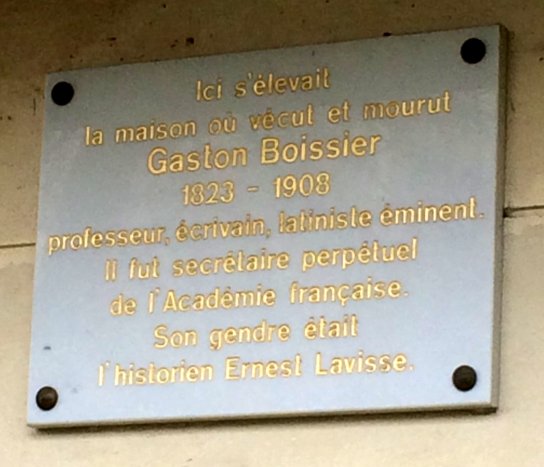 Ici s'élevait
la maison où vécut et mourut
Gaston Boissier
1823 - 1908
professeur, écrivain, latiniste éminent.
Il fut secrétaire perpétuel
de l'Académie française.
Son gendre était
l'historien Ernest Lavisse.